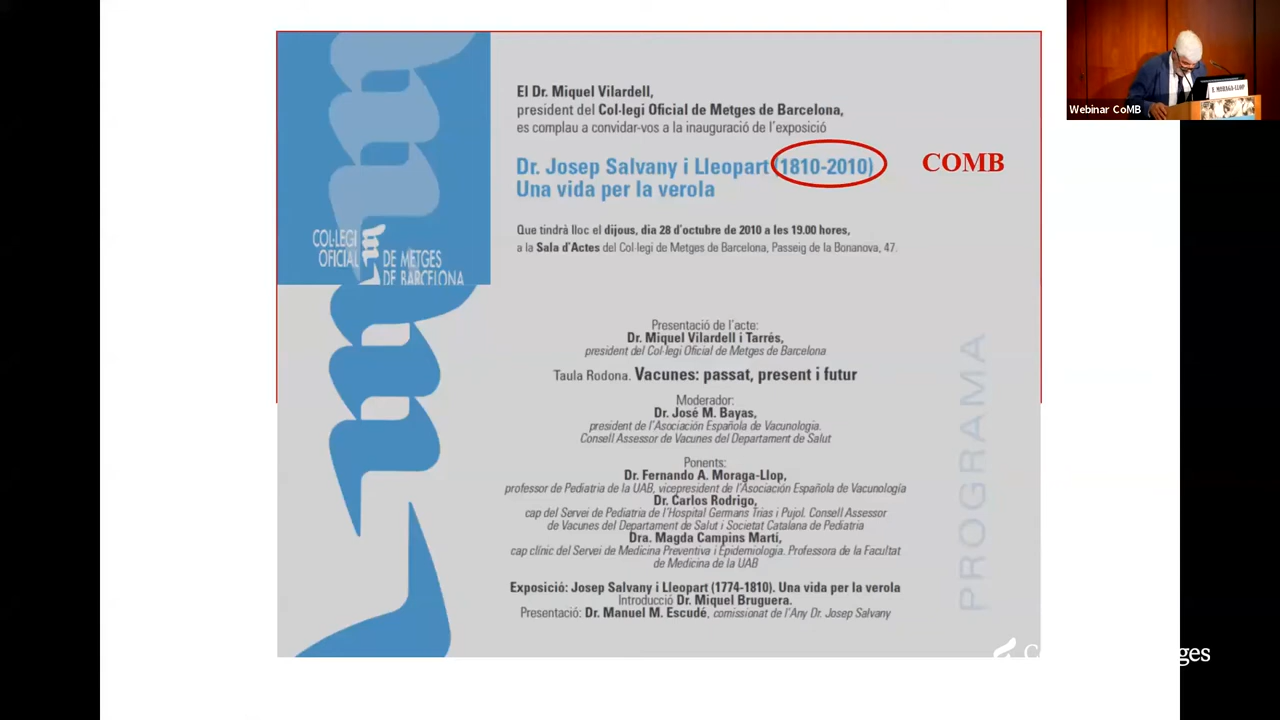 El Dr. Miquel Vilardell,
president del Col·legi Oficial de Metges de Barcelona,
es complau a convidar-vos a la inauguració de l'exposició
Dr. Josep Salvany i Lleopart (1810-2010)
Una vida per la verola
COMB
Que tindrà lloc el dijous, dia 28 d'octubre de 2010 a les 19.00 hores,
a la Sala d'Actes del Col·legi de Metges de Barcelona, Passeig de la Bonanova, 47.
COL·LEGI
OFICIAL
DE METGES
DE BARCELONA
Presentació de l'acte:
Dr. Miquel Vilardell i Tarrés,
president del Col·legi Oficial de Metges de Barcelona
Taula Rodona. Vacunes: passat, present i futur
Moderador:
Dr. José M. Bayas,
president de l'Asociación Española de Vacunología.
Consell Assessor de Vacunes del Departament de Salut
Ponents:
Dr. Fernando A. Moraga-Llop,
professor de Pediatria de la UAB, vicepresident de l'Asociación Española de Vacunología
Dr. Carlos Rodrigo,
cap del Servei de Pediatria de l'Hospital Germans Trias i Pujol. Consell Assessor
de Vacunes del Departament de Salut i Societat Catalana de Pediatria
Dra. Magda Campins Martí,
cap clínic del Servei de Medicina Preventiva i Epidemiologia. Professora de la Facultat
de Medicina de la UAB
Exposició: Josep Salvany i Lleopart (1774-1810). Una vida per la verola
Introducció Dr. Miquel Bruguera.
Presentació: Dr. Manuel M. Escudé, comissionat de l'Any Dr. Josep Salvany
PROGRAMA
Webinar CoMB
F. MORAGA-LLOP
ges